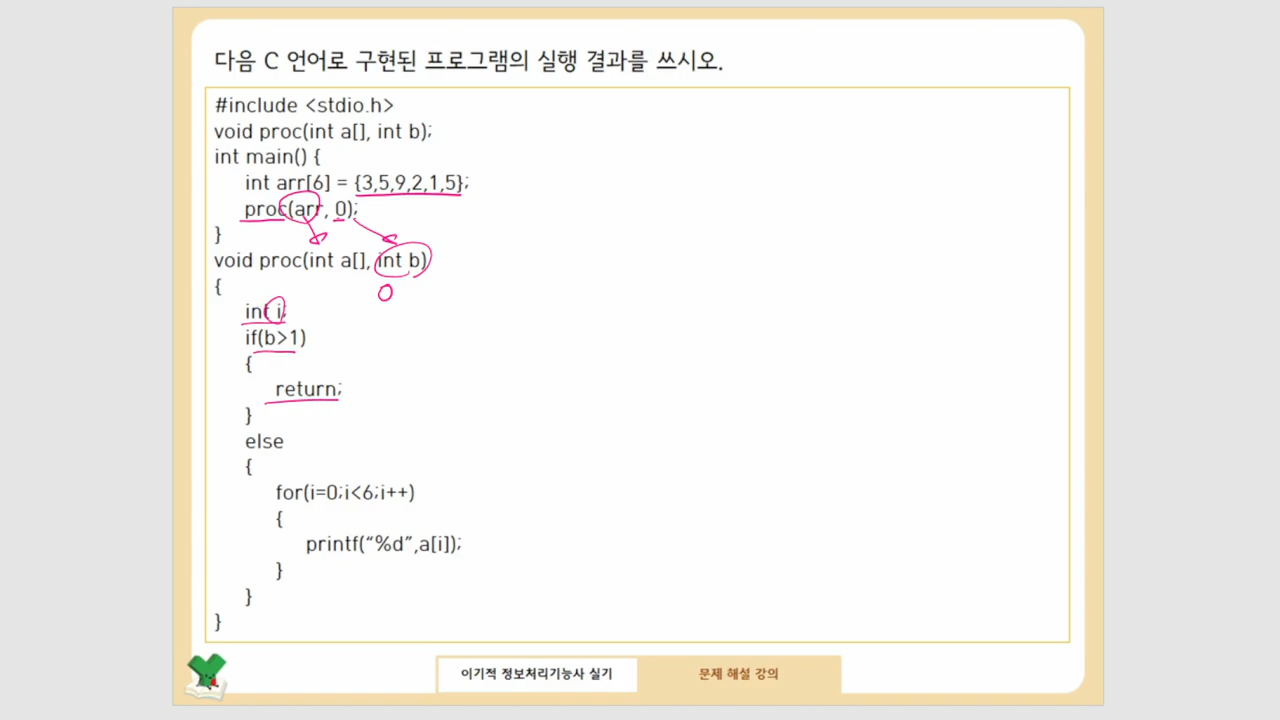 다음 C 언어로 구현된 프로그램의 실행 결과를 쓰시오.
#include <stdio.h>
void proc(int a[], int b);
int main() {
int arr[6] = {3,5,9,2,1,5};
proc(arr, 0);
}
void proc(int a[], int b)
{
0
int i;
if(b>1)
{
return;
}
else
{
for(i=0;i<6;i++)
{
printf(“%d”,a[i]);
}
}
}
이기적 정보처리기능사 실기
문제 해설 강의